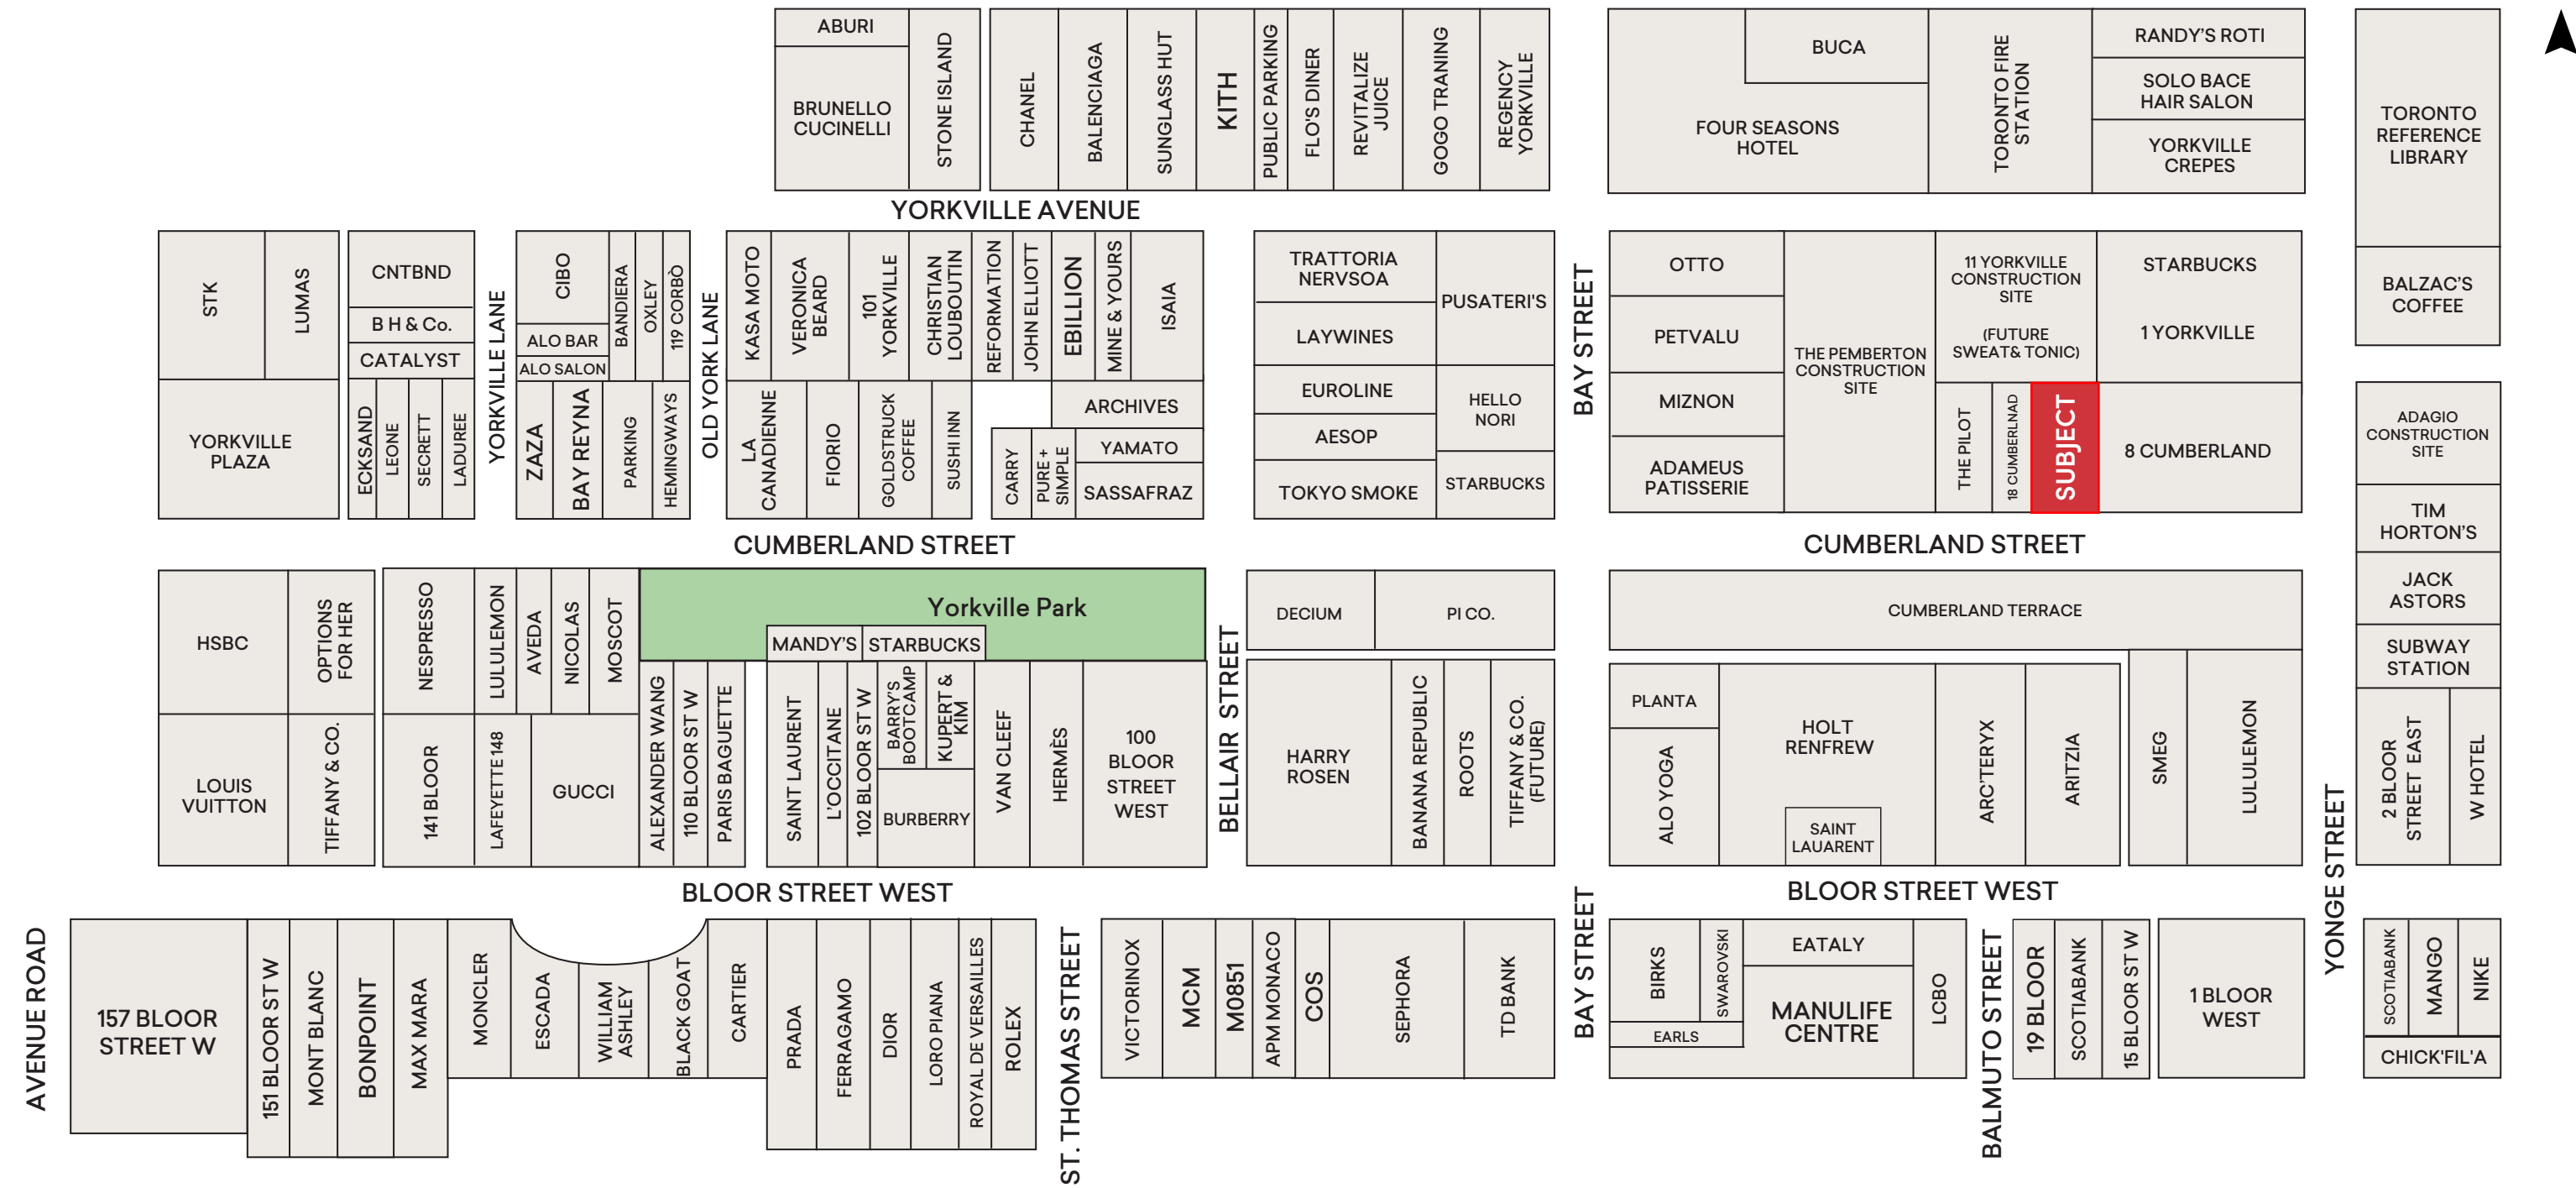 ABURI
BRUNELLO
CUCINELLI
STONE ISLAND
CHANEL
BALENCIAGA
SUNGLASS HUT
KITH
PUBLIC PARKING
FLO'S DINER
REVITALIZE
JUICE
GOGO TRANING
REGENCY
YORKVILLE
FOUR SEASONS
HOTEL
BUCA
TORONTO FIRE
STATION
RANDY'S ROTI
SOLO BACE
HAIR SALON
YORKVILLE
CREPES
TORONTO
REFERENCE
LIBRARY
BALZAC'S
COFFEE
YORKVILLE AVENUE
STK
LUMAS
YORKVILLE
PLAZA
CNTBND
B H & Co.
CATALYST
ECKSAND
LEONE
SECRETT
LADUREE
YORKVILLE LANE
CIBO
ALO BAR
ALO SALON
BANDIERA
OXLEY
119 CORBÒ
ZAZA
BAY REYNA
PARKING
HEMINGWAYS
OLD YORK LANE
KASA MOTO
VERONICA
BEARD
101
YORKVILLE
CHRISTIAN
LOUBOUTIN
REFORMATION
JOHN ELLIOTT
EBILLION
MINE & YOURS
ISAIA
LA
CANADIENNE
FIORIO
GOLDSTRUCK
COFFEE
SUSHI INN
ARCHIVES
CARRY
PURE +
SIMPLE
YAMATO
SASSAFRAZ
TRATTORIA
NERVSOA
LAYWINES
EUROLINE
AESOP
TOKYO SMOKE
PUSATERI'S
HELLO
NORI
STARBUCKS
BAY STREET
OTTO
PETVALU
MIZNON
ADAMEUS
PATISSERIE
THE PEMBERTON
CONSTRUCTION
SITE
11 YORKVILLE
CONSTRUCTION
SITE
(FUTURE
SWEAT& TONIC)
STARBUCKS
1 YORKVILLE
THE PILOT
18 CUMBERLNAD
SUBJECT
8 CUMBERLAND
ADAGIO
CONSTRUCTION
SITE
TIM
HORTON'S
JACK
ASTORS
SUBWAY
STATION
2 BLOOR
STREET EAST
W HOTEL
CUMBERLAND STREET
CUMBERLAND STREET
HSBC
OPTIONS
FOR HER
LOUIS
VUITTON
TIFFANY & CO.
NESPRESSO
LULULEMON
AVEDA
NICOLAS
MOSCOT
141 BLOOR
LAFEYETTE 148
GUCCI
Yorkville Park
MANDY'S
STARBUCKS
ALEXANDER WANG
110 BLOOR ST W
PARIS BAGUETTE
SAINT LAURENT
L'OCCITANE
102 BLOOR ST W
BARRY'S
BOOTCAMP
KUPERT &
KIM
BURBERRY
VAN CLEEF
HERMÈS
100
BLOOR
STREET
WEST
BELLAIR STREET
DECIUM
PI CO.
HARRY
ROSEN
BANANA REPUBLIC
ROOTS
TIFFANY & CO.
(FUTURE)
CUMBERLAND TERRACE
PLANTA
ALO YOGA
HOLT
RENFREW
SAINT
LAUARENT
ARC'TERYX
ARITZIA
SMEG
LULULEMON
YONGE STREET
BLOOR STREET WEST
BLOOR STREET WEST
AVENUE ROAD
157 BLOOR
STREET W
151 BLOOR ST W
MONT BLANC
BONPOINT
MAX MARA
MONCLER
ESCADA
WILLIAM
ASHLEY
BLACK GOAT
CARTIER
PRADA
FERRAGAMO
DIOR
LORO PIANA
ROYAL DE VERSAILLES
ROLEX
ST. THOMAS STREET
VICTORINOX
MCM
M0851
APM MONACO
COS
SEPHORA
TD BANK
BAY STREET
BIRKS
SWAROVSKI
EARLS
EATALY
MANULIFE
CENTRE
LCBO
BALMUTO STREET
19 BLOOR
SCOTIABANK
15 BLOOR ST W
1 BLOOR
WEST
SCOTIABANK
MANGO
NIKE
CHICK'FIL'A